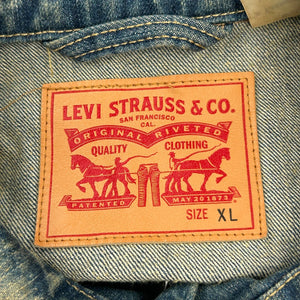 LEVI STRAUSS & CO.
SAN FRANCISCO
CAL.
ORIGINAL RIVETED
QUALITY CLOTHING
PATENTED MAY 20 1873
SIZE XL